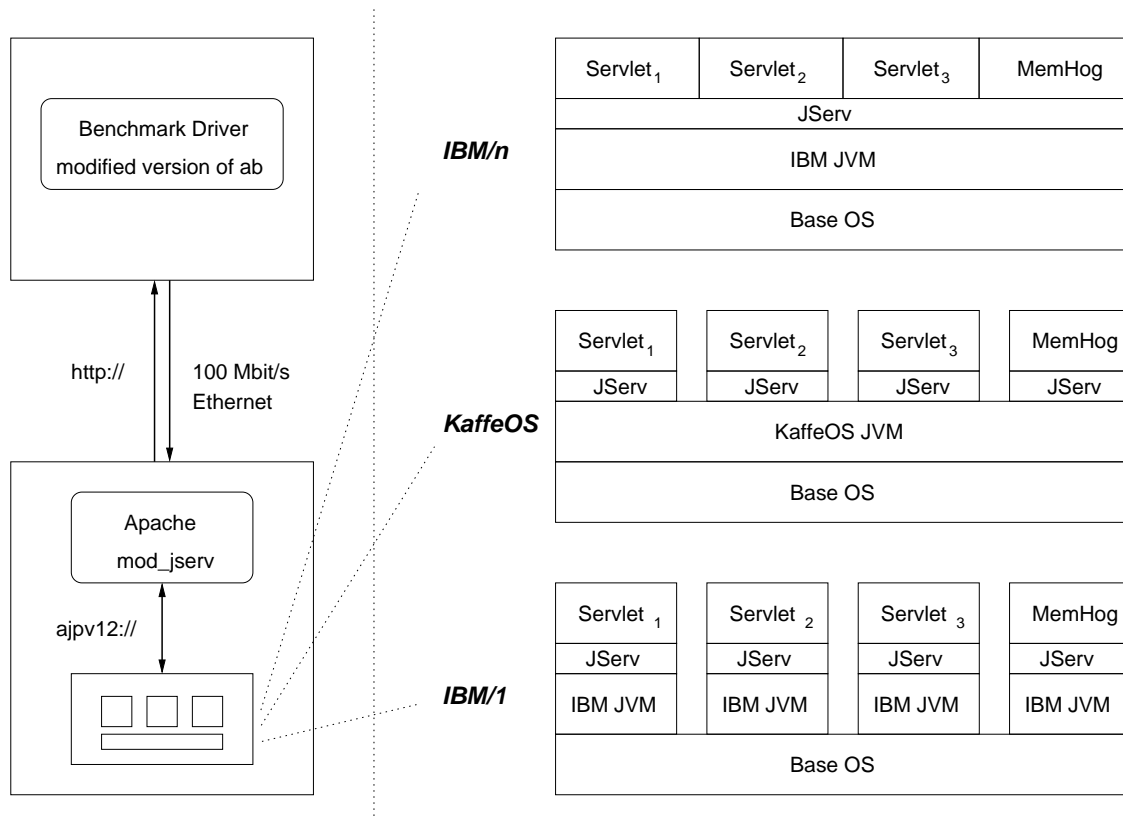 Benchmark Driver
modified version of ab
http://
100 Mbit/s
Ethernet
Apache
mod_jserv
ajpv12://
IBM/n
Servlet1 Servlet2 Servlet3 MemHog
JServ
IBM JVM
Base OS
KaffeOS
Servlet1 Servlet2 Servlet3 MemHog
JServ JServ JServ JServ
KaffeOS JVM
Base OS
IBM/1
Servlet 1 Servlet 2 Servlet 3 MemHog
JServ JServ JServ JServ
IBM JVM IBM JVM IBM JVM IBM JVM
Base OS